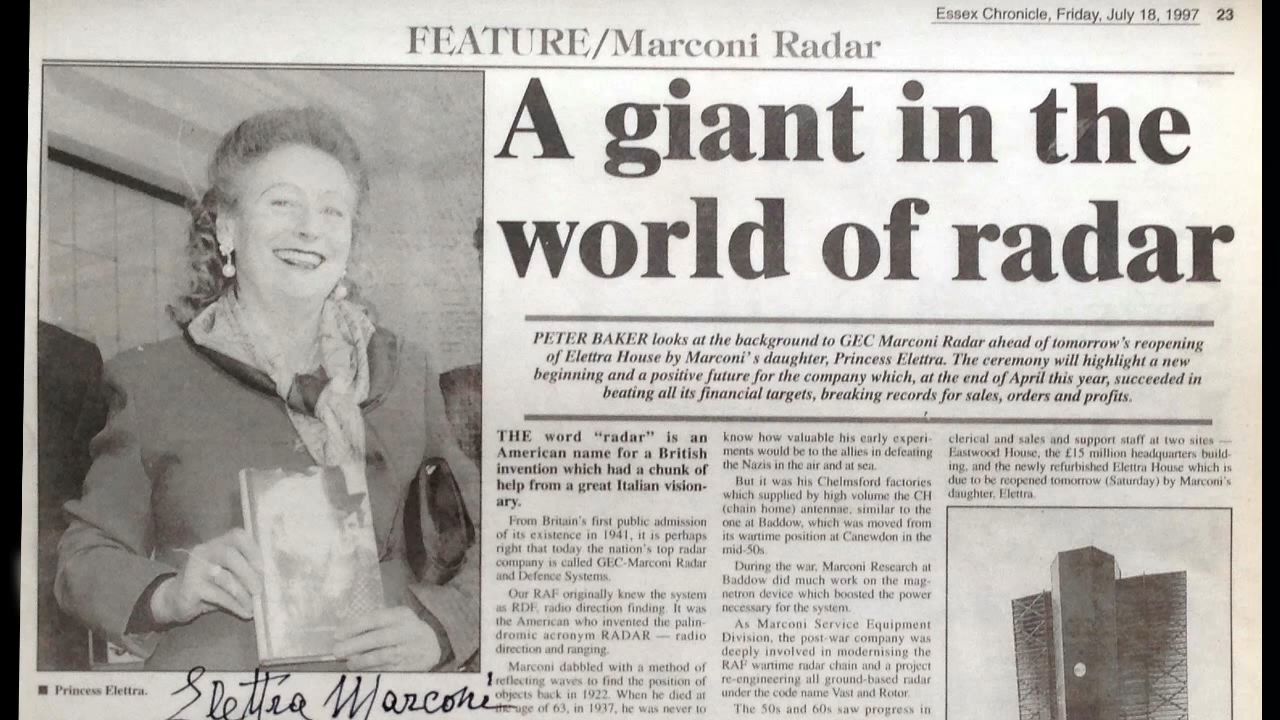 Essex Chronicle, Friday, July 18, 1997 23
FEATURE/Marconi Radar
A giant in the
world of radar
PETER BAKER looks at the background to GEC Marconi Radar ahead of tomorrow's reopening
of Elettra House by Marconi's daughter, Princess Elettra. The ceremony will highlight a new
beginning and a positive future for the company which, at the end of April this year, succeeded in
beating all its financial targets, breaking records for sales, orders and profits.
THE word “radar” is an
American name for a British
invention which had a chunk of
help from a great Italian vision-
ary.
From Britain's first public admission
of its existence in 1941, it is perhaps
right that today the nation's top radar
company is called GEC-Marconi Radar
and Defence Systems.
Our RAF originally knew the system
as RDF, radio direction finding. It was
the American who invented the palin-
dromic acronym RADAR — radio
direction and ranging.
Marconi dabbled with a method of
reflecting waves to find the position of
objects back in 1922. When he died at
the age of 63, in 1937, he was never to
know how valuable his early experi-
ments would be to the allies in defeating
the Nazis in the air and at sea.
But it was his Chelmsford factories
which supplied by high volume the CH
(chain home) antennae, similar to the
one at Baddow, which was moved from
its wartime position at Canewdon in the
mid-50s.
During the war, Marconi Research at
Baddow did much work on the mag-
netron device which boosted the power
necessary for the system.
As Marconi Service Equipment
Division, the post-war company was
deeply involved in modernising the
RAF wartime radar chain and a project
re-engineering all ground-based radar
under the code name Vast and Rotor.
The 50s and 60s saw progress in
clerical and sales and support staff at two sites —
Eastwood House, the £15 million headquarters build-
ing, and the newly refurbished Elettra House which is
due to be reopened tomorrow (Saturday) by Marconi's
daughter, Elettra.
■ Princess Elettra.
Elettra Marconi